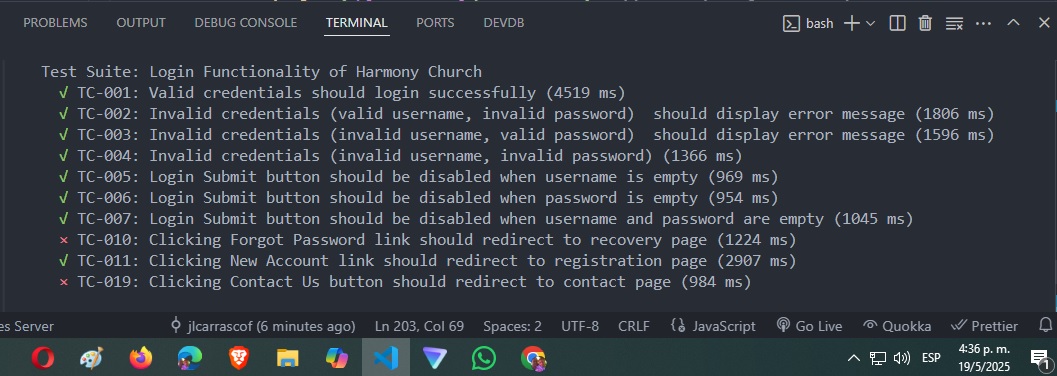 PROBLEMS OUTPUT DEBUG CONSOLE TERMINAL PORTS DEVDB bash
Test Suite: Login Functionality of Harmony Church
√ TC-001: Valid credentials should login successfully (4519 ms)
√ TC-002: Invalid credentials (valid username, invalid password)  should display error message (1806 ms)
√ TC-003: Invalid credentials (invalid username, valid password)  should display error message (1596 ms)
√ TC-004: Invalid credentials (invalid username, invalid password) (1366 ms)
√ TC-005: Login Submit button should be disabled when username is empty (969 ms)
√ TC-006: Login Submit button should be disabled when password is empty (954 ms)
√ TC-007: Login Submit button should be disabled when username and password are empty (1045 ms)
× TC-010: Clicking Forgot Password link should redirect to recovery page (1224 ms)
√ TC-011: Clicking New Account link should redirect to registration page (2907 ms)
× TC-019: Clicking Contact Us button should redirect to contact page (984 ms)
es Server jlcarrascof (6 minutes ago) Ln 203, Col 69 Spaces: 2 UTF-8 CRLF JavaScript Go Live Quokka Prettier
ESP 4:36 p. m.
19/5/2025 1